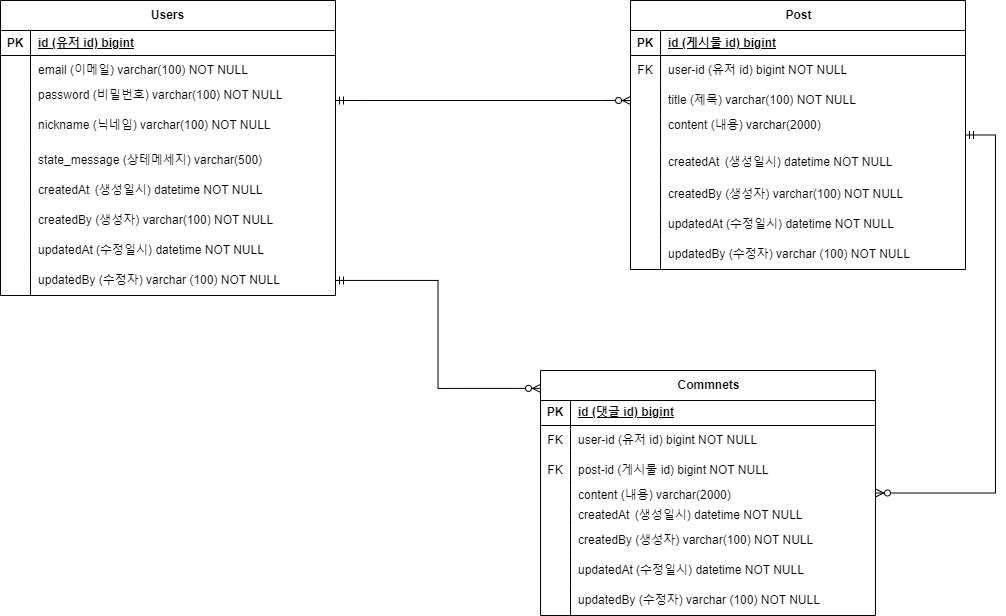 Users
PK id (유저 id) bigint
email (이메일) varchar(100) NOT NULL
password (비밀번호) varchar(100) NOT NULL
nickname (닉네임) varchar(100) NOT NULL
state_message (상테메세지) varchar(500)
createdAt (생성일시) datetime NOT NULL
createdBy (생성자) varchar(100) NOT NULL
updatedAt (수정일시) datetime NOT NULL
updatedBy (수정자) varchar (100) NOT NULL
Post
PK id (게시물 id) bigint
FK user-id (유저 id) bigint NOT NULL
title (제목) varchar(100) NOT NULL
content (내용) varchar(2000)
createdAt (생성일시) datetime NOT NULL
createdBy (생성자) varchar(100) NOT NULL
updatedAt (수정일시) datetime NOT NULL
updatedBy (수정자) varchar (100) NOT NULL
Commnets
PK id (댓글 id) bigint
FK user-id (유저 id) bigint NOT NULL
FK post-id (게시물 id) bigint NOT NULL
content (내용) varchar(2000)
createdAt (생성일시) datetime NOT NULL
createdBy (생성자) varchar(100) NOT NULL
updatedAt (수정일시) datetime NOT NULL
updatedBy (수정자) varchar (100) NOT NULL